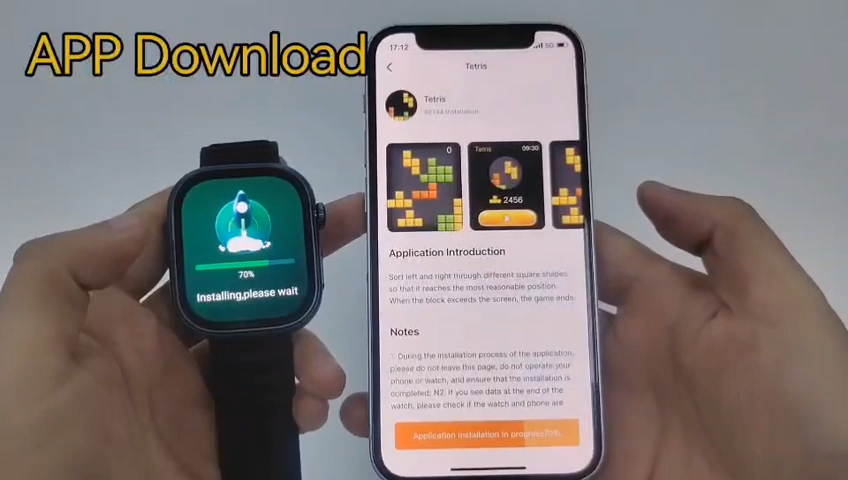 APP Download
17:12
5G
Tetris
Tetris
Installation
0
Tetris
09:30
2456
70%
Installing,please wait
Application Introduction
Sort left and right through different square shapes
so that it reaches the most reasonable position.
When the block exceeds the screen, the game ends.
Notes
1. During the installation process of the application,
please do not leave this page, do not operate your
phone or watch, and ensure that the installation is
completed; N2. If you see data at the end of the
watch, please check if the watch and phone are
Application installation in progress70%